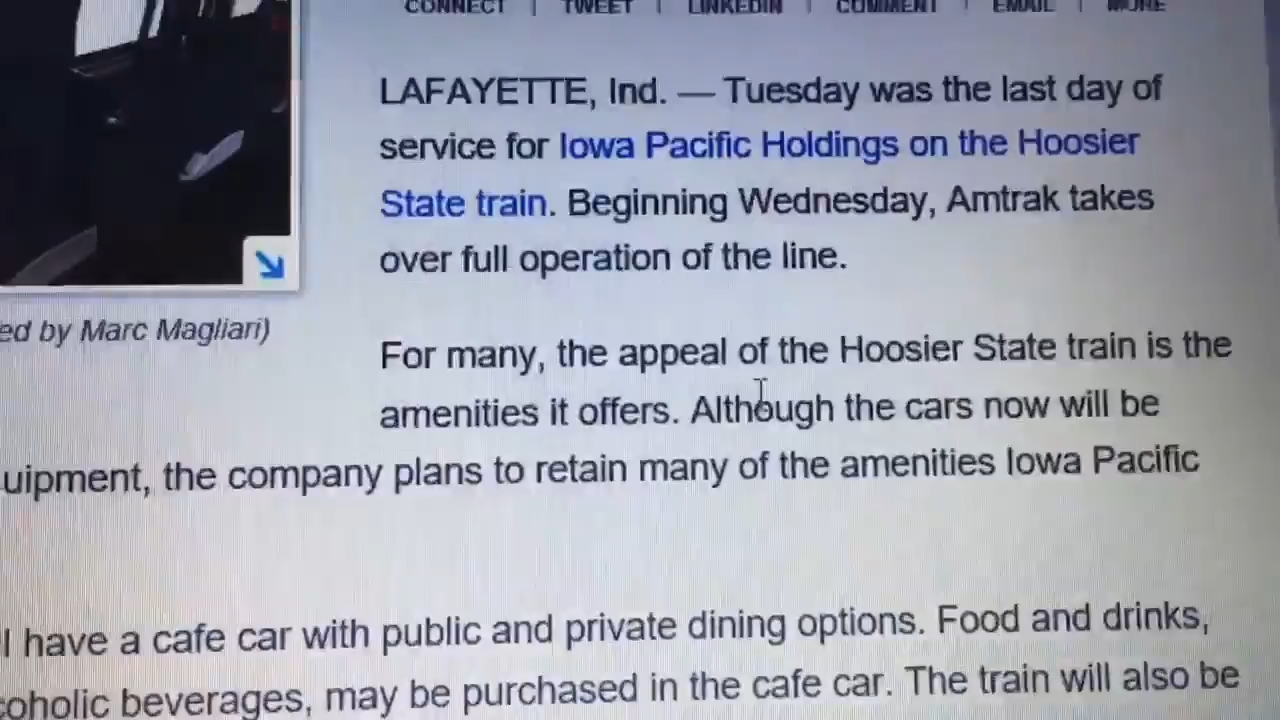 CONNECT | TWEET | LINKEDIN | COMMENT | EMAIL | MORE
LAFAYETTE, Ind. — Tuesday was the last day of
service for Iowa Pacific Holdings on the Hoosier
State train. Beginning Wednesday, Amtrak takes
over full operation of the line.
ed by Marc Magliari)
For many, the appeal of the Hoosier State train is the
amenities it offers. Although the cars now will be
uipment, the company plans to retain many of the amenities Iowa Pacific
l have a cafe car with public and private dining options. Food and drinks,
coholic beverages, may be purchased in the cafe car. The train will also be